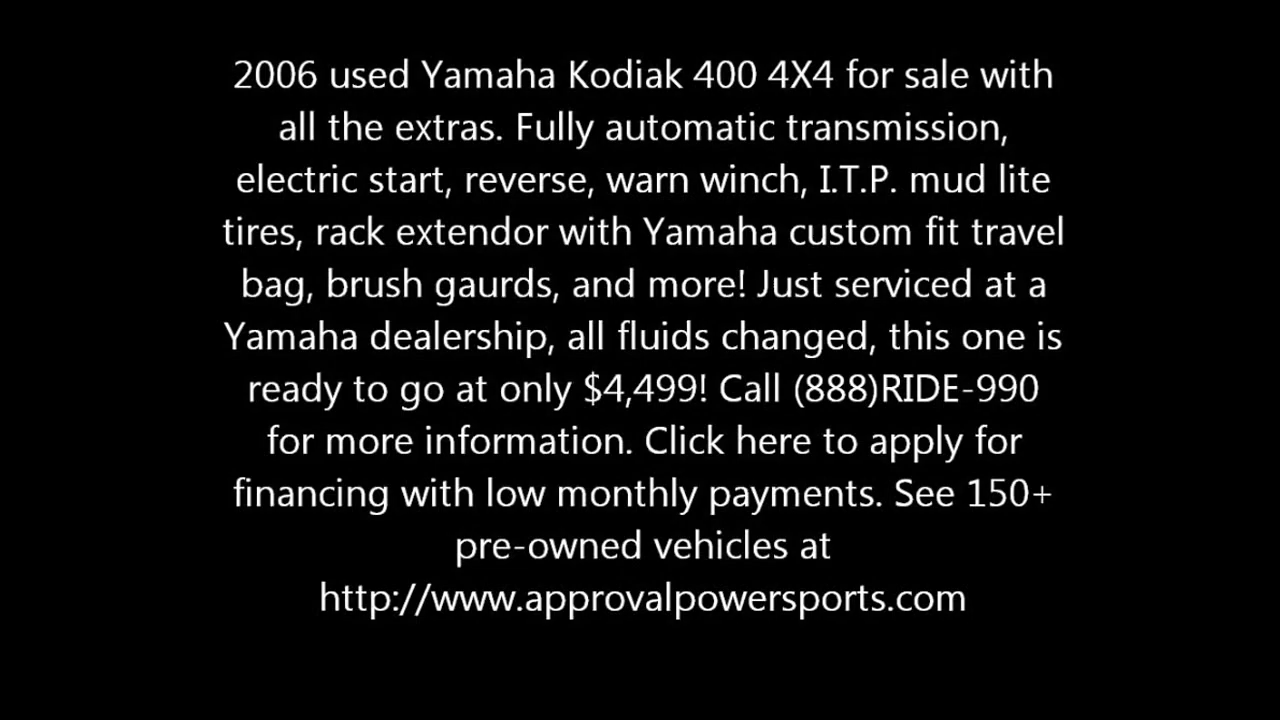 2006 used Yamaha Kodiak 400 4X4 for sale with
all the extras. Fully automatic transmission,
electric start, reverse, warn winch, I.T.P. mud lite
tires, rack extendor with Yamaha custom fit travel
bag, brush gaurds, and more! Just serviced at a
Yamaha dealership, all fluids changed, this one is
ready to go at only $4,499! Call (888)RIDE-990
for more information. Click here to apply for
financing with low monthly payments. See 150+
pre-owned vehicles at
http://www.approvalpowersports.com